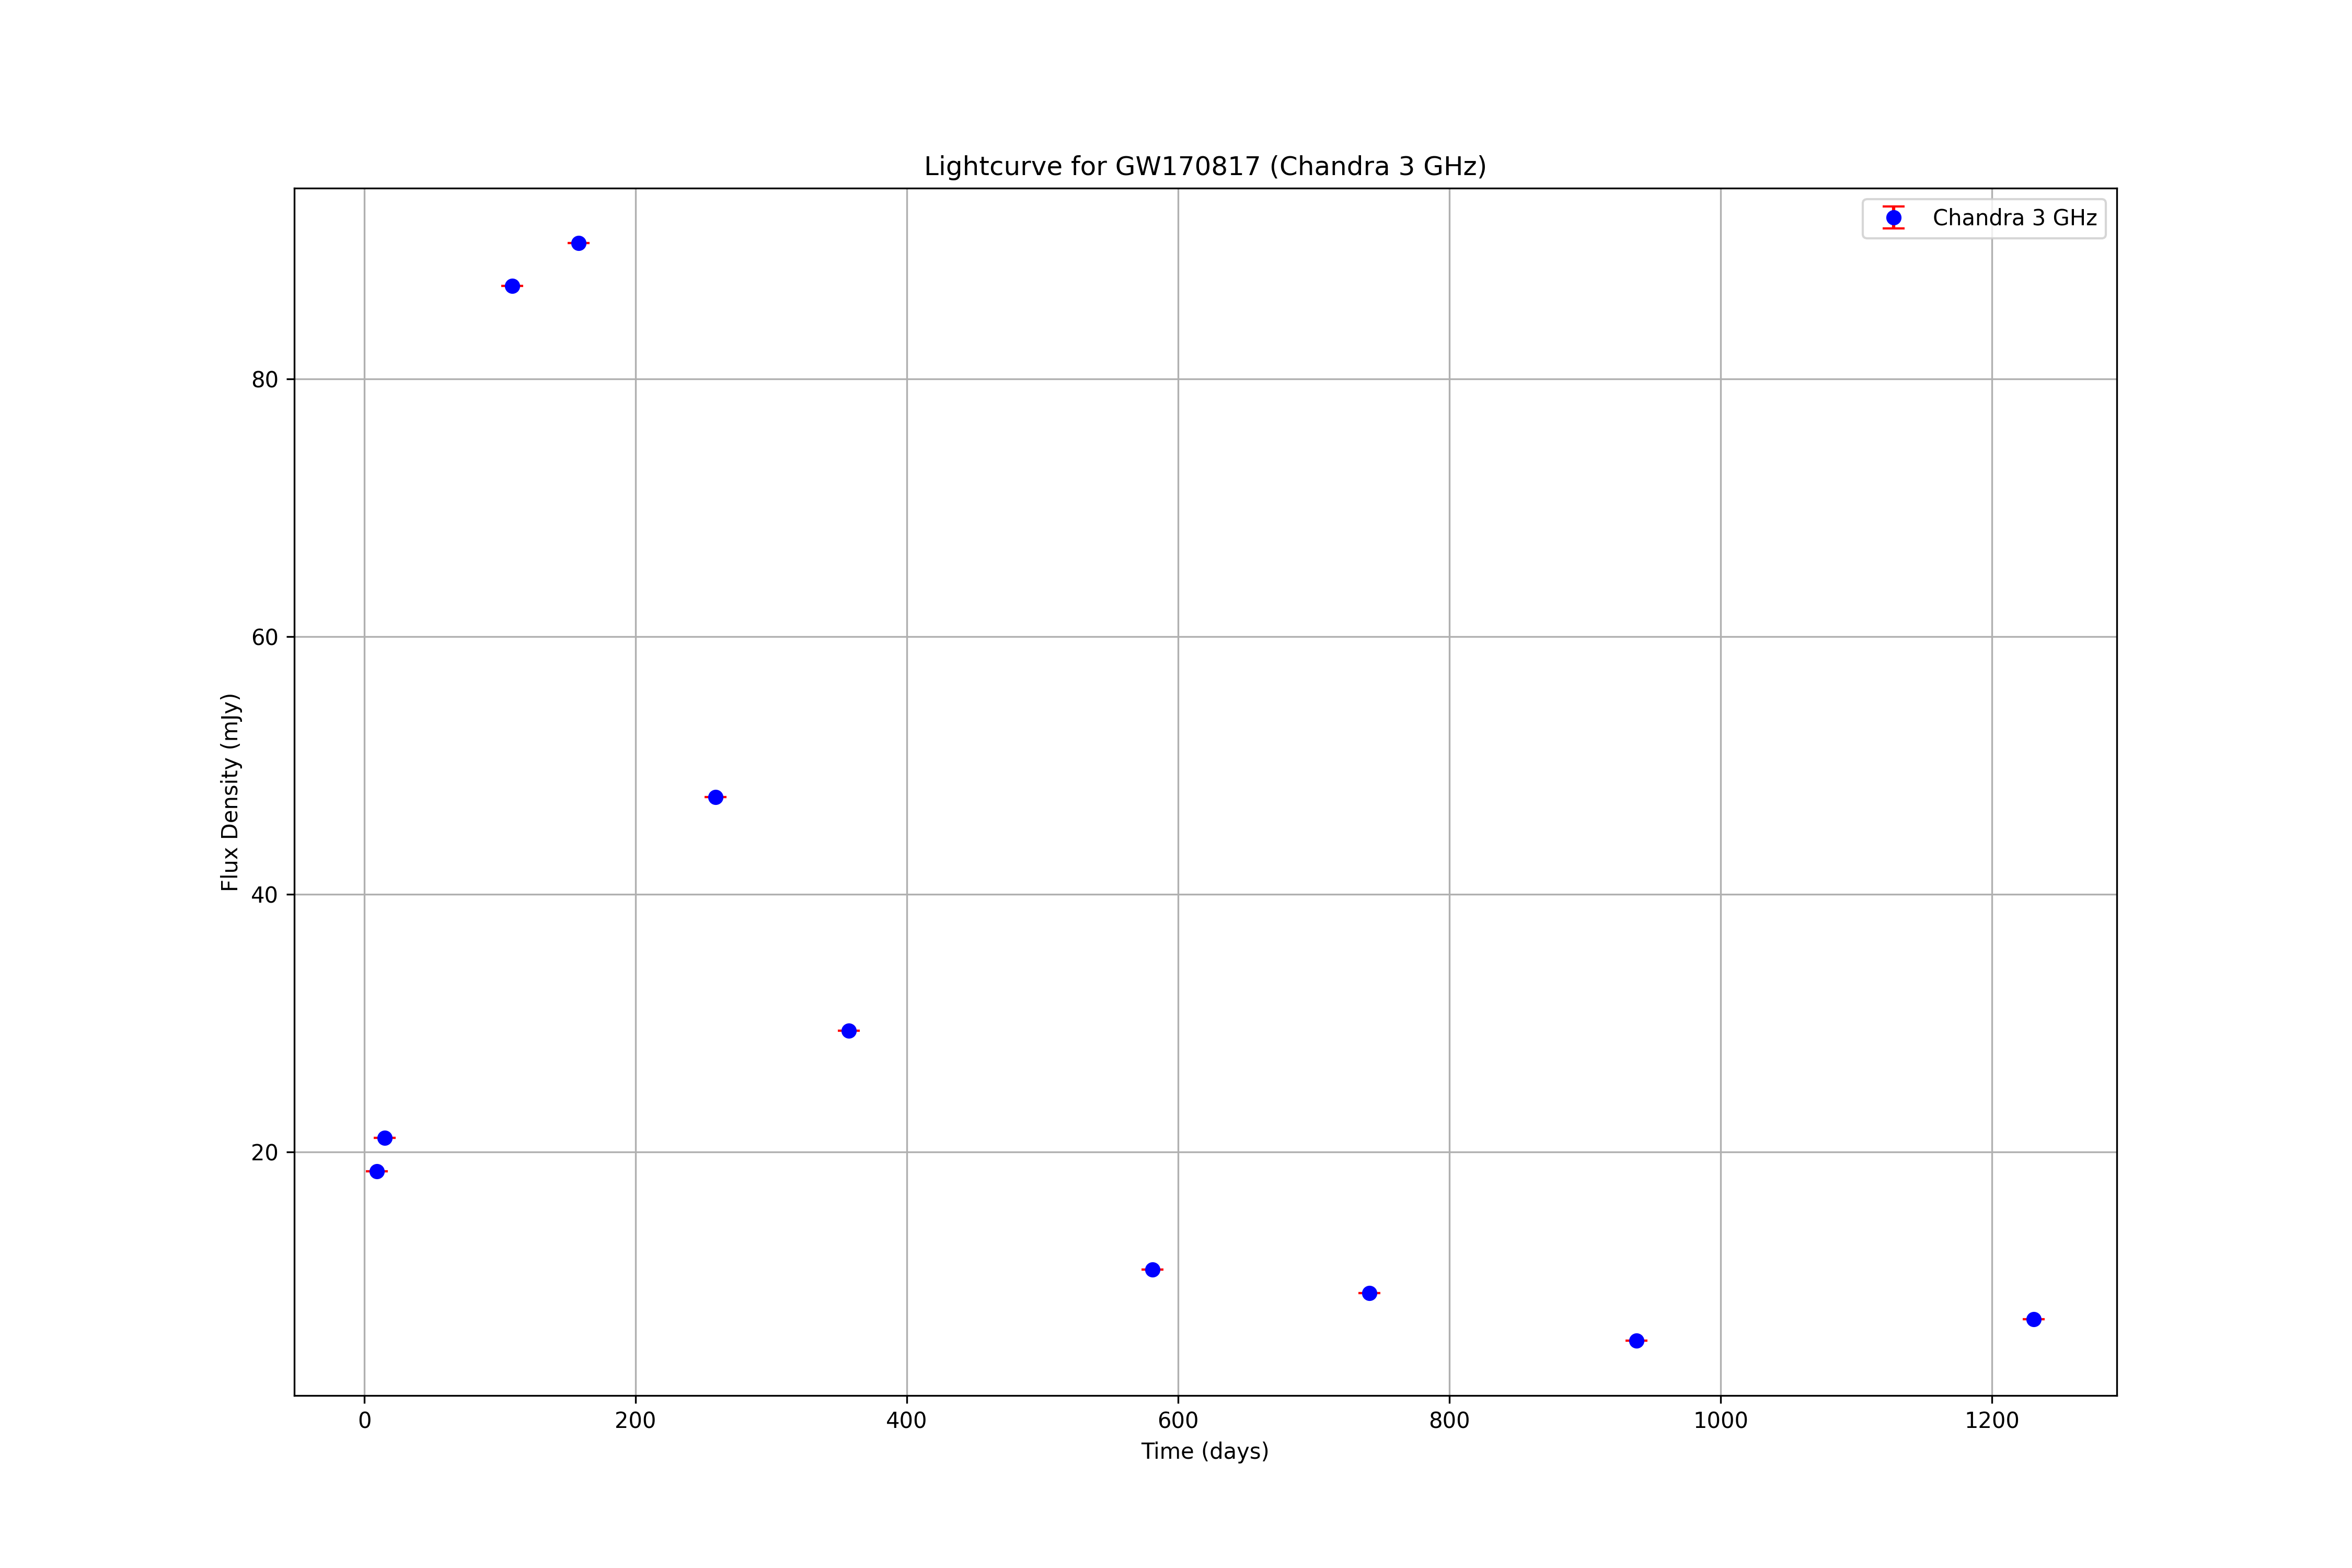 Lightcurve for GW170817 (Chandra 3 GHz)
Chandra 3 GHz
Flux Density (mJy)
80
60
40
20
0 200 400 600 800 1000 1200
Time (days)